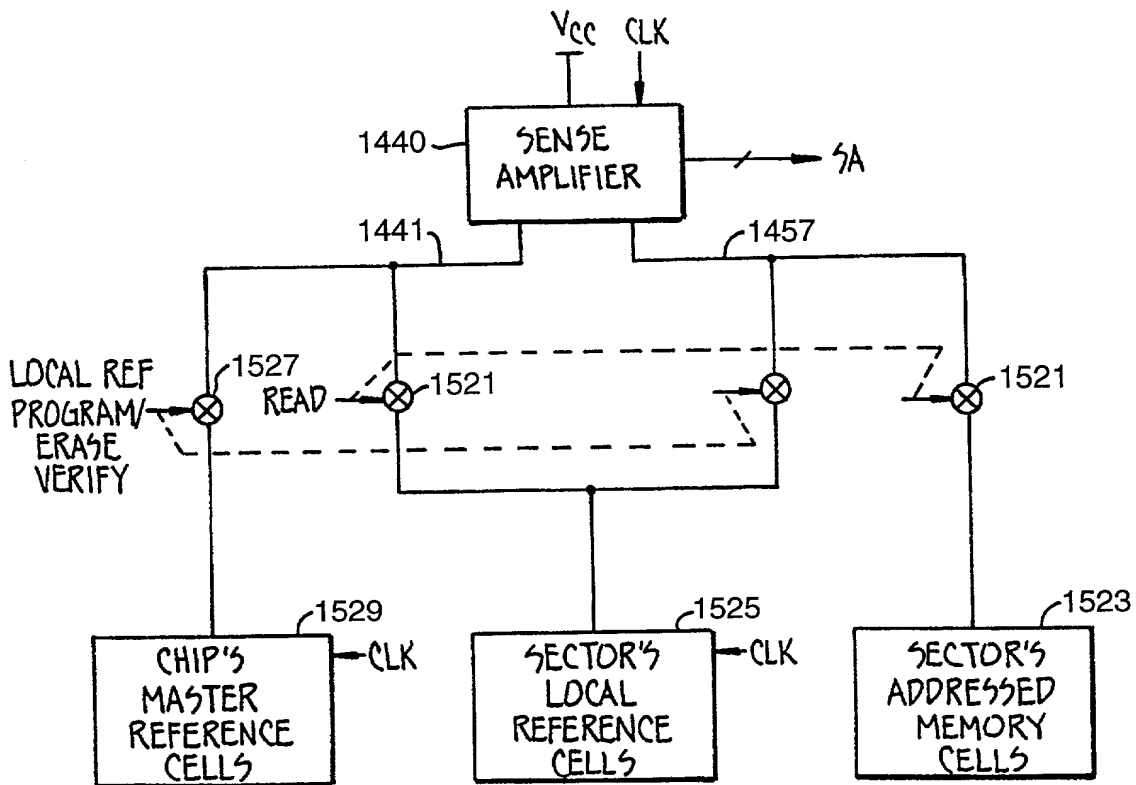 VCC CLK
1440
SENSE
AMPLIFIER
SA
1441
1457
LOCAL REF
PROGRAM/
ERASE
VERIFY
1527
READ
1521
1521
1529
CHIP'S
MASTER
REFERENCE
CELLS
CLK
1525
SECTOR'S
LOCAL
REFERENCE
CELLS
CLK
1523
SECTOR'S
ADDRESSED
MEMORY
CELLS